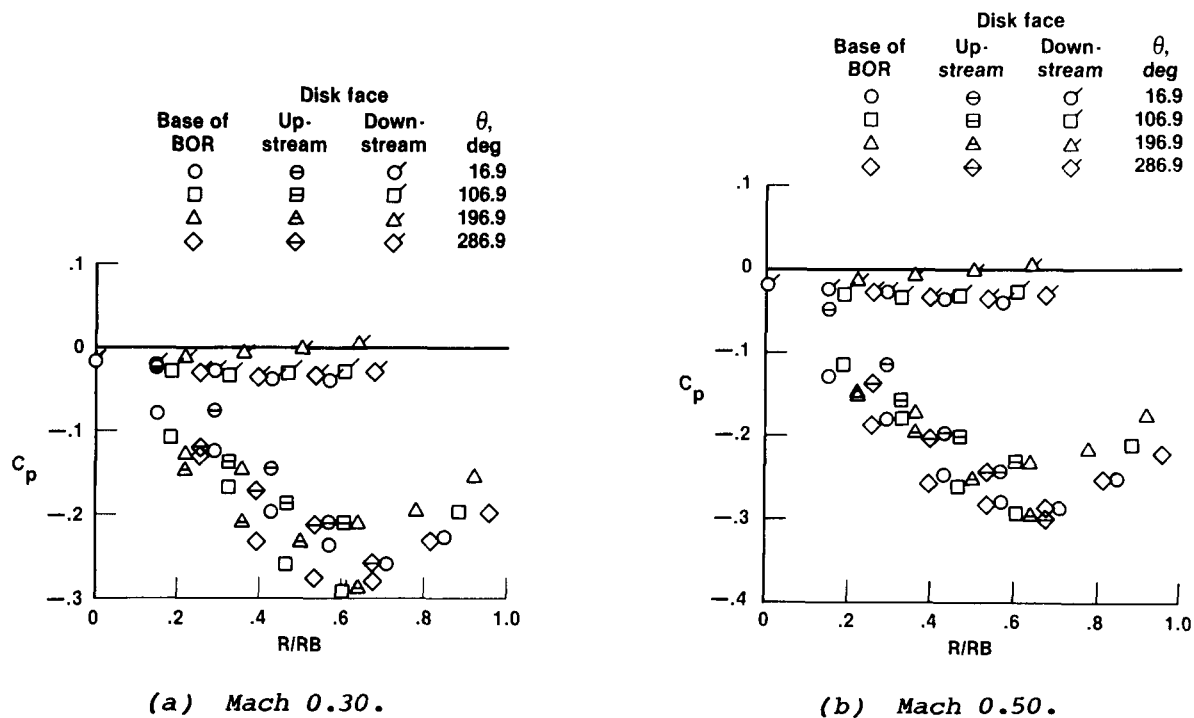 Disk face
Base of BOR Up-stream Down-stream θ, deg
16.9
106.9
196.9
286.9
.1
0
—.1
—.2
—.3
C_p
0 .2 .4 .6 .8 1.0
R/RB
(a) Mach 0.30.
Disk face
Base of BOR Up-stream Down-stream θ, deg
16.9
106.9
196.9
286.9
.1
0
—.1
—.2
—.3
—.4
C_p
0 .2 .4 .6 .8 1.0
R/RB
(b) Mach 0.50.